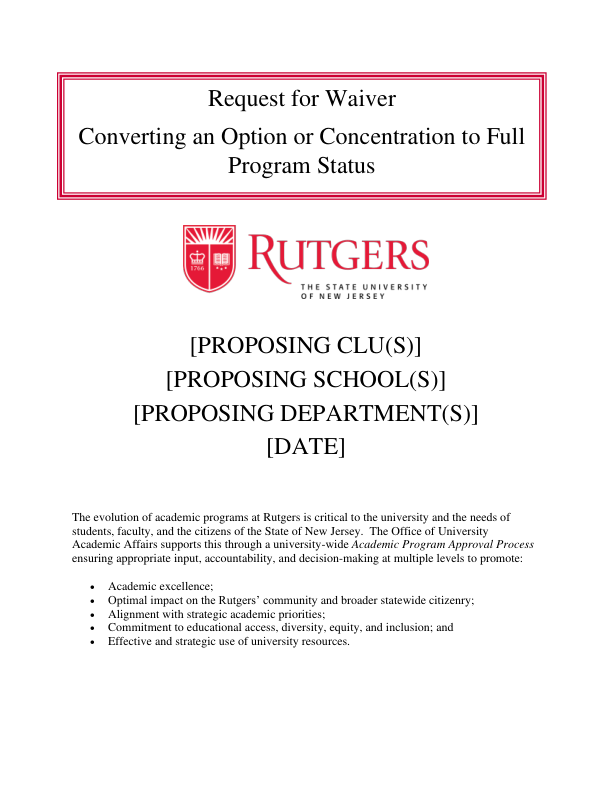 Request for Waiver
Converting an Option or Concentration to Full
Program Status
1766
RUTGERS
THE STATE UNIVERSITY
OF NEW JERSEY
[PROPOSING CLU(S)]
[PROPOSING SCHOOL(S)]
[PROPOSING DEPARTMENT(S)]
[DATE]
The evolution of academic programs at Rutgers is critical to the university and the needs of
students, faculty, and the citizens of the State of New Jersey.  The Office of University
Academic Affairs supports this through a university-wide Academic Program Approval Process
ensuring appropriate input, accountability, and decision-making at multiple levels to promote:
• Academic excellence;
• Optimal impact on the Rutgers’ community and broader statewide citizenry;
• Alignment with strategic academic priorities;
• Commitment to educational access, diversity, equity, and inclusion; and
• Effective and strategic use of university resources.